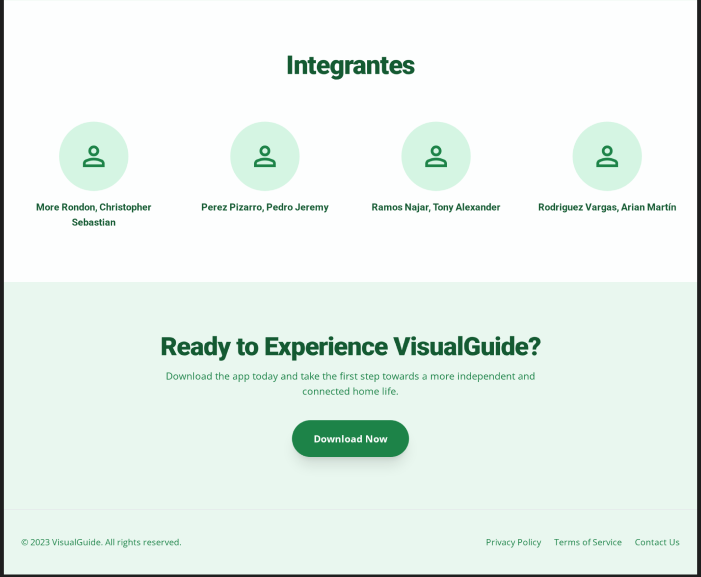 Integrantes
More Rondon, Christopher
Sebastian
Perez Pizarro, Pedro Jeremy
Ramos Najar, Tony Alexander
Rodriguez Vargas, Arian Martín
Ready to Experience VisualGuide?
Download the app today and take the first step towards a more independent and
connected home life.
Download Now
© 2023 VisualGuide. All rights reserved.
Privacy Policy
Terms of Service
Contact Us